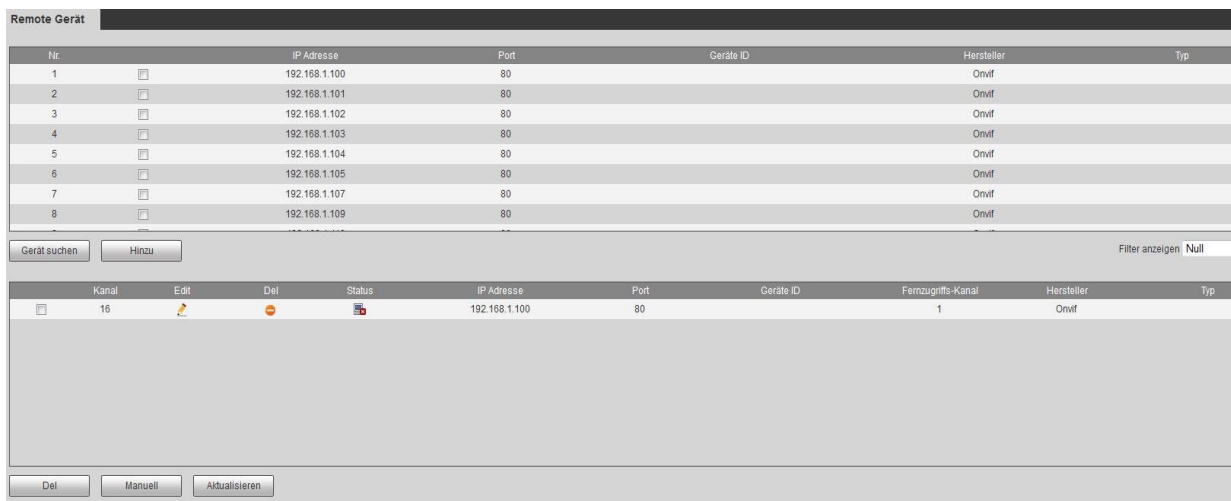 Remote Gerät
Nr. IP Adresse Port Geräte ID Hersteller Typ
1 192.168.1.100 80 Onvif
2 192.168.1.101 80 Onvif
3 192.168.1.102 80 Onvif
4 192.168.1.103 80 Onvif
5 192.168.1.104 80 Onvif
6 192.168.1.105 80 Onvif
7 192.168.1.107 80 Onvif
8 192.168.1.109 80 Onvif
Gerät suchen Hinzu Filter anzeigen Null
Kanal Edit Del Status IP Adresse Port Geräte ID Fernzugriffs-Kanal Hersteller Typ
16 192.168.1.100 80 1 Onvif
Del Manuell Aktualisieren